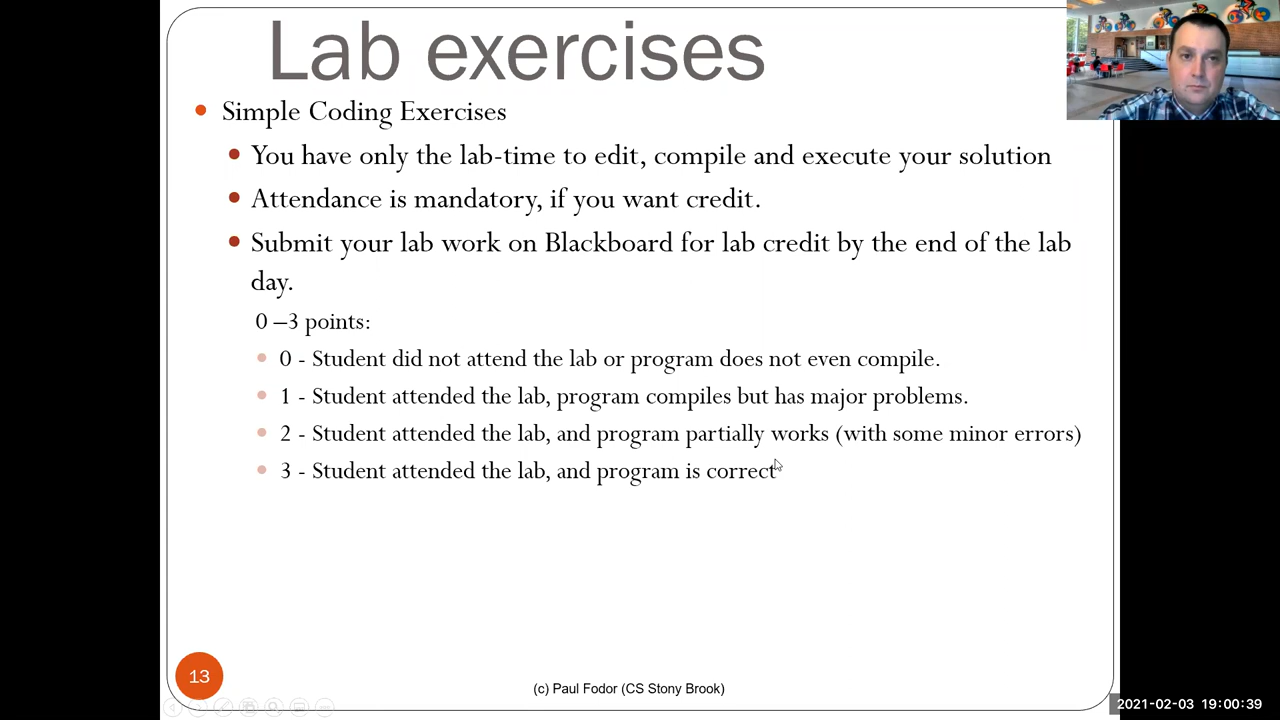 Lab exercises
Simple Coding Exercises
You have only the lab-time to edit, compile and execute your solution
Attendance is mandatory, if you want credit.
Submit your lab work on Blackboard for lab credit by the end of the lab
day.
0 –3 points:
0 - Student did not attend the lab or program does not even compile.
1 - Student attended the lab, program compiles but has major problems.
2 - Student attended the lab, and program partially works (with some minor errors)
3 - Student attended the lab, and program is correct
13
(c) Paul Fodor (CS Stony Brook)
2021-02-03 19:00:39